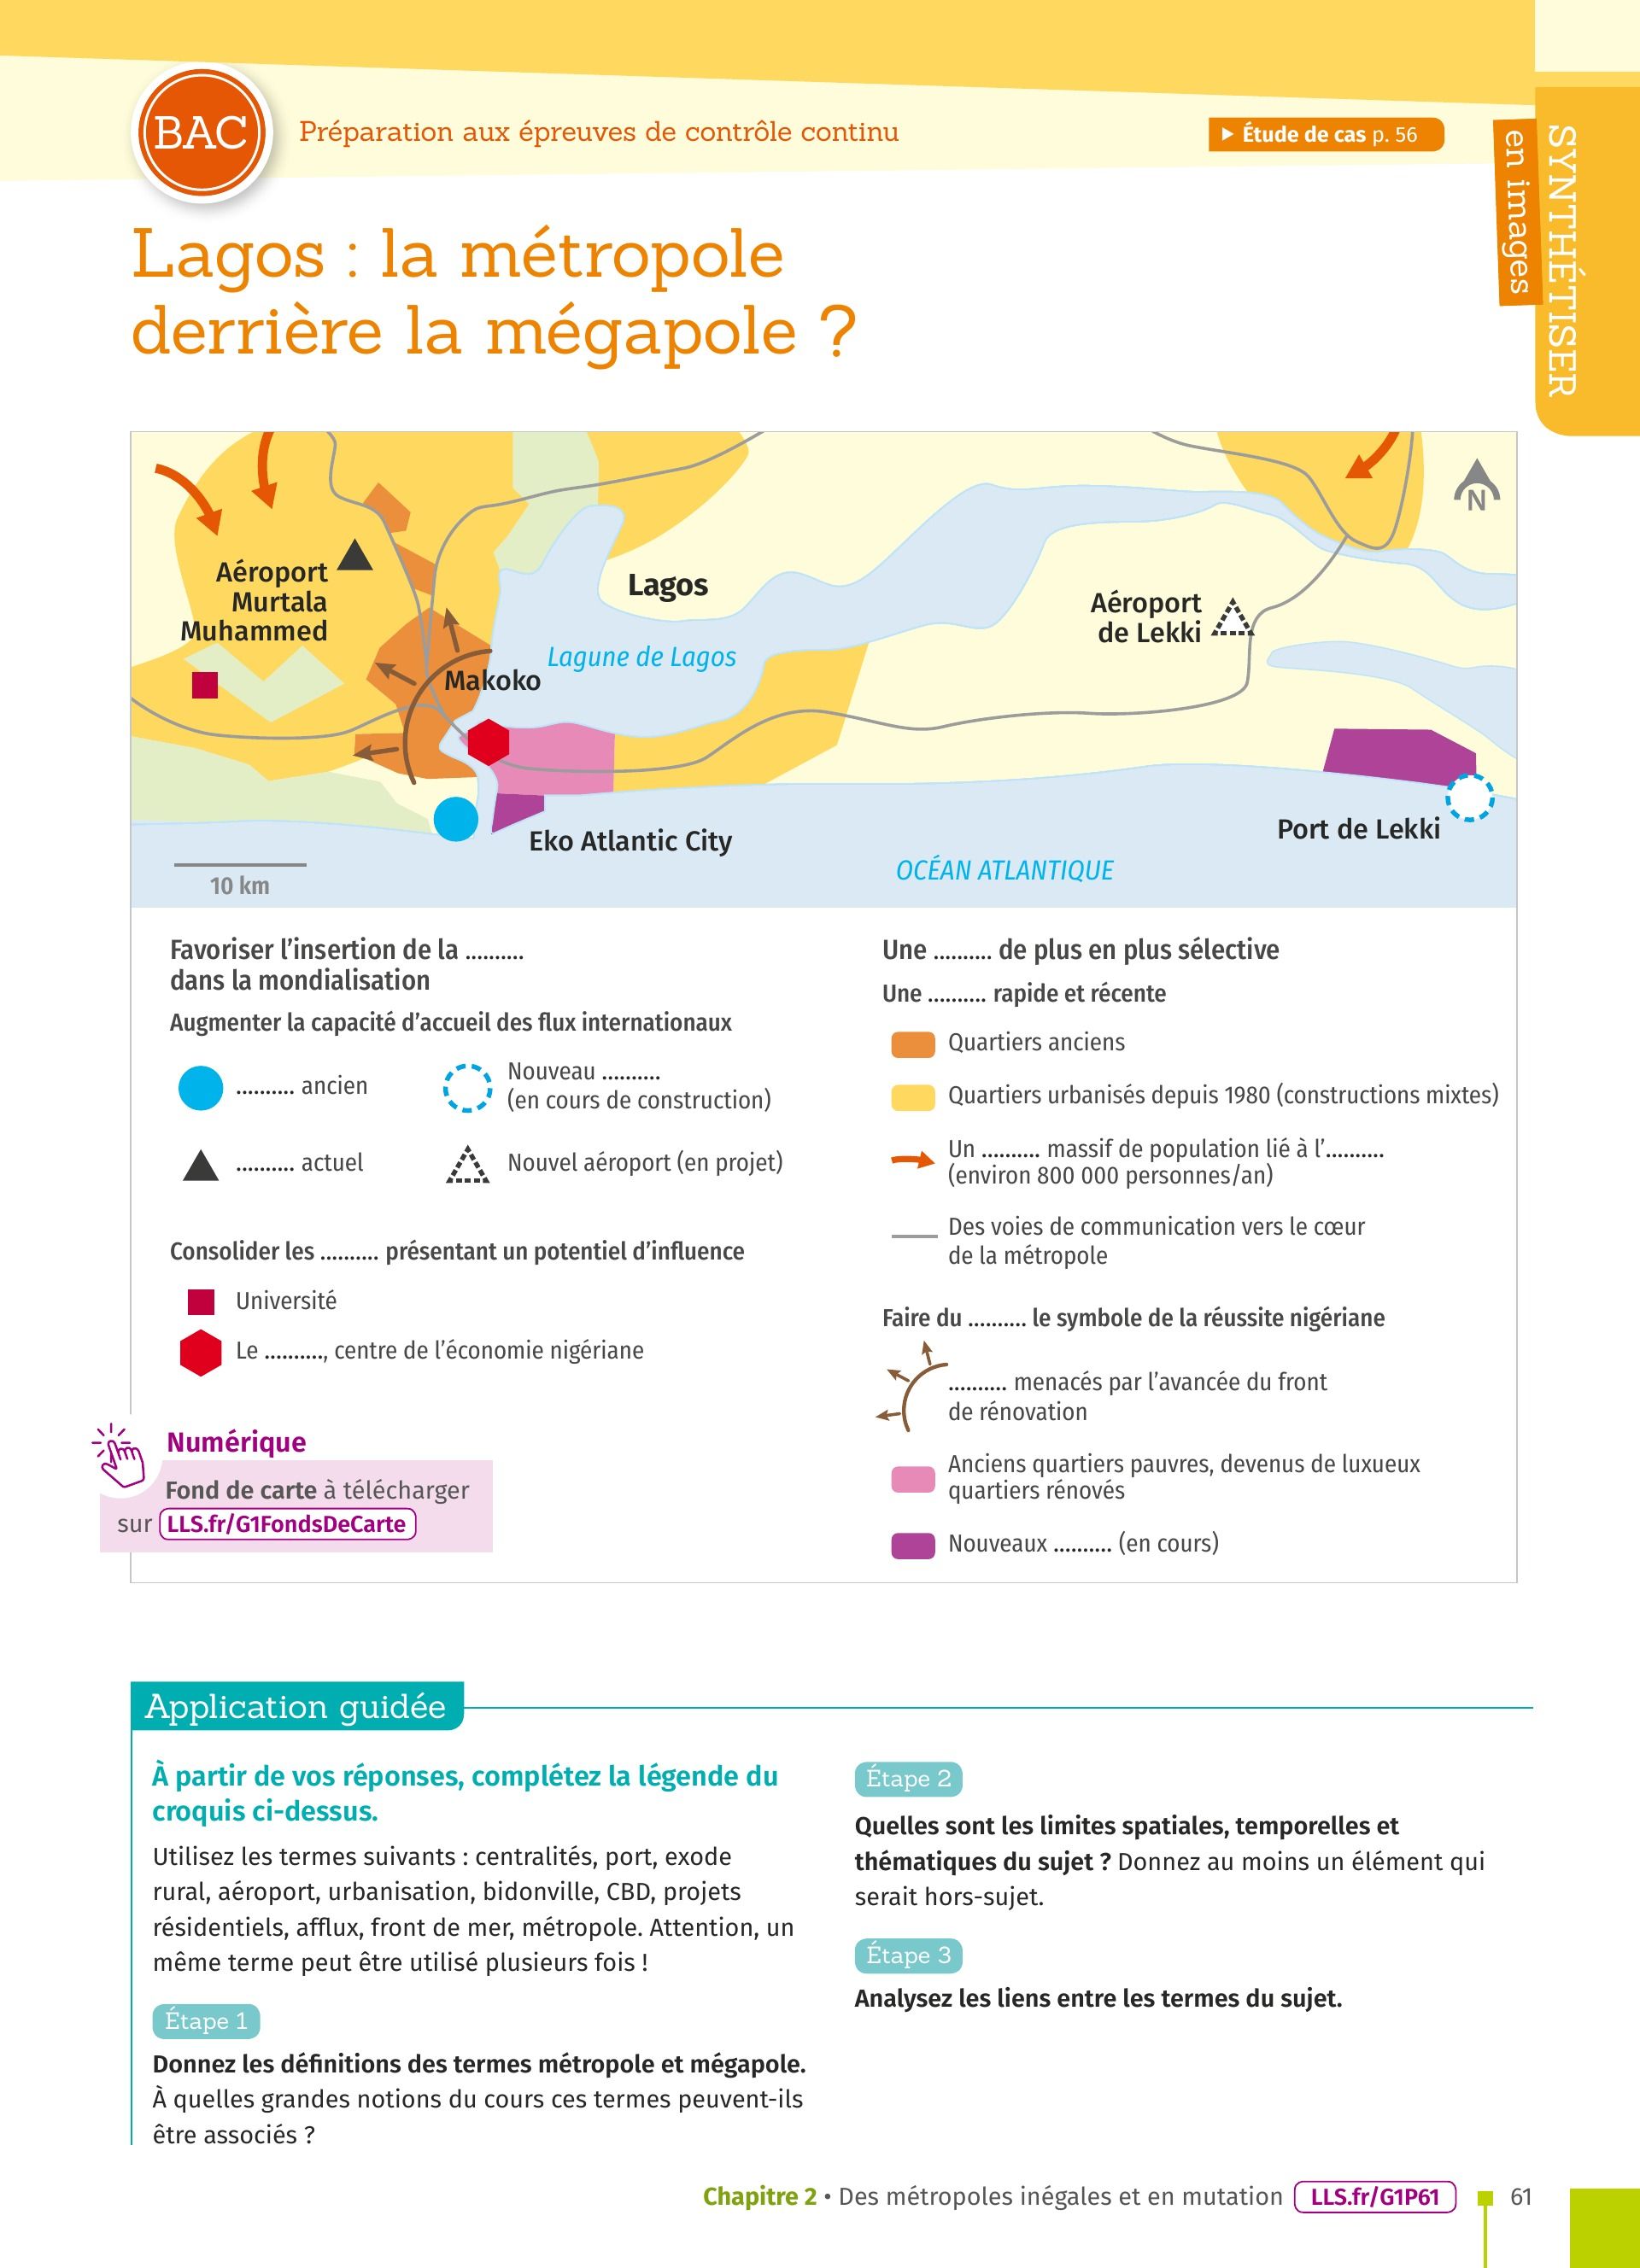 BAC
Préparation aux épreuves de contrôle continu
▶ Étude de cas p. 56
SYNTHÉTISER
en images
Lagos : la métropole
derrière la mégapole ?
N
Aéroport
Murtala
Muhammed
Lagos
Lagune de Lagos
Makoko
Aéroport
de Lekki
Eko Atlantic City
Port de Lekki
OCÉAN ATLANTIQUE
10 km
Favoriser l'insertion de la ..........
dans la mondialisation
Augmenter la capacité d'accueil des flux internationaux
.......... ancien
Nouveau ..........
(en cours de construction)
.......... actuel
Nouvel aéroport (en projet)
Consolider les .......... présentant un potentiel d'influence
Université
Le .........., centre de l'économie nigériane
Numérique
Fond de carte à télécharger
sur LLS.fr/G1FondsDeCarte
Une .......... de plus en plus sélective
Une .......... rapide et récente
Quartiers anciens
Quartiers urbanisés depuis 1980 (constructions mixtes)
Un .......... massif de population lié à l'..........
(environ 800 000 personnes/an)
Des voies de communication vers le cœur
de la métropole
Faire du .......... le symbole de la réussite nigériane
.......... menacés par l'avancée du front
de rénovation
Anciens quartiers pauvres, devenus de luxueux
quartiers rénovés
Nouveaux .......... (en cours)
Application guidée
À partir de vos réponses, complétez la légende du
croquis ci-dessus.
Utilisez les termes suivants : centralités, port, exode
rural, aéroport, urbanisation, bidonville, CBD, projets
résidentiels, afflux, front de mer, métropole. Attention, un
même terme peut être utilisé plusieurs fois !
Étape 1
Donnez les définitions des termes métropole et mégapole.
À quelles grandes notions du cours ces termes peuvent-ils
être associés ?
Étape 2
Quelles sont les limites spatiales, temporelles et
thématiques du sujet ? Donnez au moins un élément qui
serait hors-sujet.
Étape 3
Analysez les liens entre les termes du sujet.
Chapitre 2 • Des métropoles inégales et en mutation LLS.fr/G1P61 61